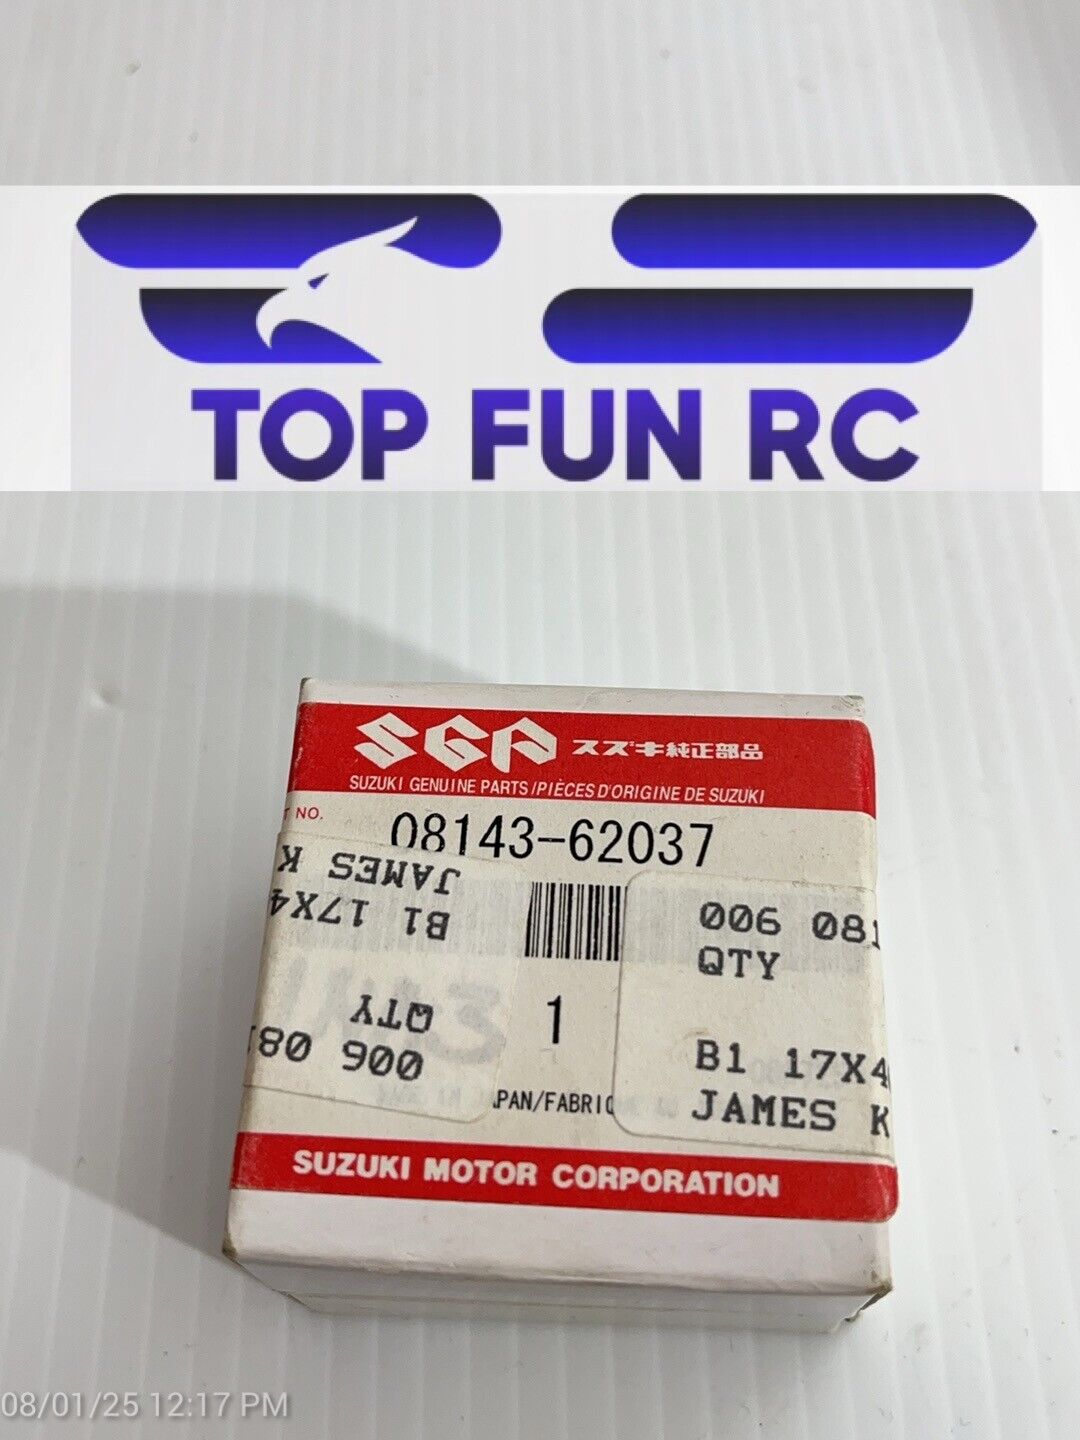 TOP FUN RC
SGP スズキ純正部品
SUZUKI GENUINE PARTS/PIÈCES D'ORIGINE DE SUZUKI
T NO. 08143-62037
JAMES K
B1 17X4
QTY
006 081
1
006 081
QTY
B1 17X4
JAMES K
APAN/FABRIQ
SUZUKI MOTOR CORPORATION
08/01/25 12:17 PM